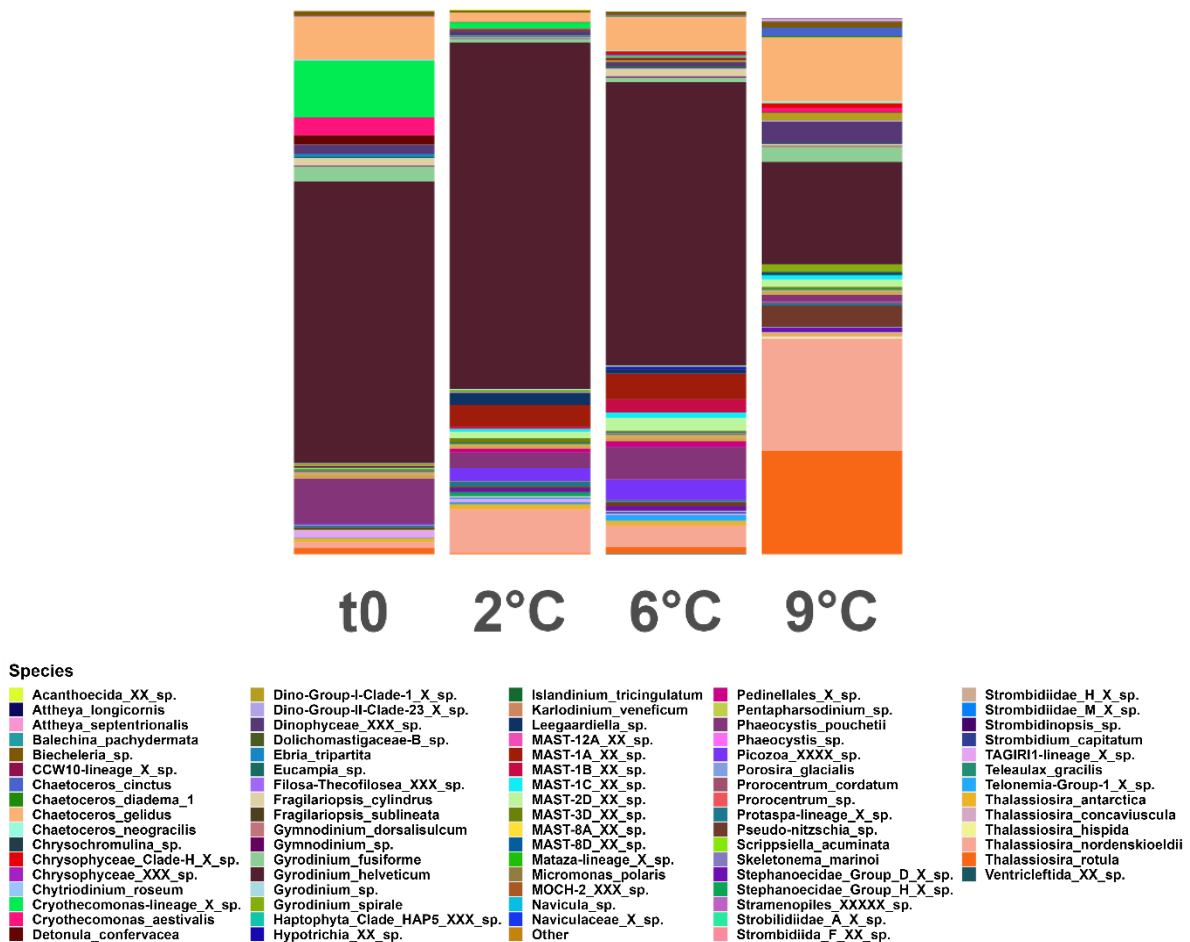 t0 2°C 6°C 9°C
Species
Acanthoecida_XX_sp.
Attheya_longicornis
Attheya_septentrionalis
Balechina_pachydermata
Biecheleria_sp.
CCW10-lineage_X_sp.
Chaetoceros_cinctus
Chaetoceros_diadema_1
Chaetoceros_gelidus
Chaetoceros_neogracilis
Chrysochromulina_sp.
Chrysophyceae_Clade-H_X_sp.
Chrysophyceae_XXX_sp.
Chytriodinium_roseum
Cryothecomonas-lineage_X_sp.
Cryothecomonas_aestivalis
Detonula_confervacea
Dino-Group-I-Clade-1_X_sp.
Dino-Group-II-Clade-23_X_sp.
Dinophyceae_XXX_sp.
Dolichomastigaceae-B_sp.
Ebria_tripartita
Eucampia_sp.
Filosa-Thecofilosea_XXX_sp.
Fragilariopsis_cylindrus
Fragilariopsis_sublineata
Gymnodinium_dorsalisulcum
Gymnodinium_sp.
Gyrodinium_fusiforme
Gyrodinium_helveticum
Gyrodinium_sp.
Gyrodinium_spirale
Haptophyta_Clade_HAP5_XXX_sp.
Hypotrichia_XX_sp.
Islandinium_tricingulatum
Karlodinium_veneficum
Leegaardiella_sp.
MAST-12A_XX_sp.
MAST-1A_XX_sp.
MAST-1B_XX_sp.
MAST-1C_XX_sp.
MAST-2D_XX_sp.
MAST-3D_XX_sp.
MAST-8A_XX_sp.
MAST-8D_XX_sp.
Mataza-lineage_X_sp.
Micromonas_polaris
MOCH-2_XXX_sp.
Navicula_sp.
Naviculaceae_X_sp.
Other
Pedinellales_X_sp.
Pentapharsodinium_sp.
Phaeocystis_pouchetii
Phaeocystis_sp.
Picozoa_XXXX_sp.
Porosira_glacialis
Prorocentrum_cordatum
Prorocentrum_sp.
Protaspa-lineage_X_sp.
Pseudo-nitzschia_sp.
Scrippsiella_acuminata
Skeletonema_marinoi
Stephanoecidae_Group_D_X_sp.
Stephanoecidae_Group_H_X_sp.
Stramenopiles_XXXXX_sp.
Strobilidiidae_A_X_sp.
Strombidiida_F_XX_sp.
Strombidiidae_H_X_sp.
Strombidiidae_M_X_sp.
Strombidinopsis_sp.
Strombidium_capitatum
TAGIRI1-lineage_X_sp.
Teleaulax_gracilis
Telonemia-Group-1_X_sp.
Thalassiosira_antarctica
Thalassiosira_concaviuscula
Thalassiosira_hispida
Thalassiosira_nordenskioeldii
Thalassiosira_rotula
Ventricleftida_XX_sp.